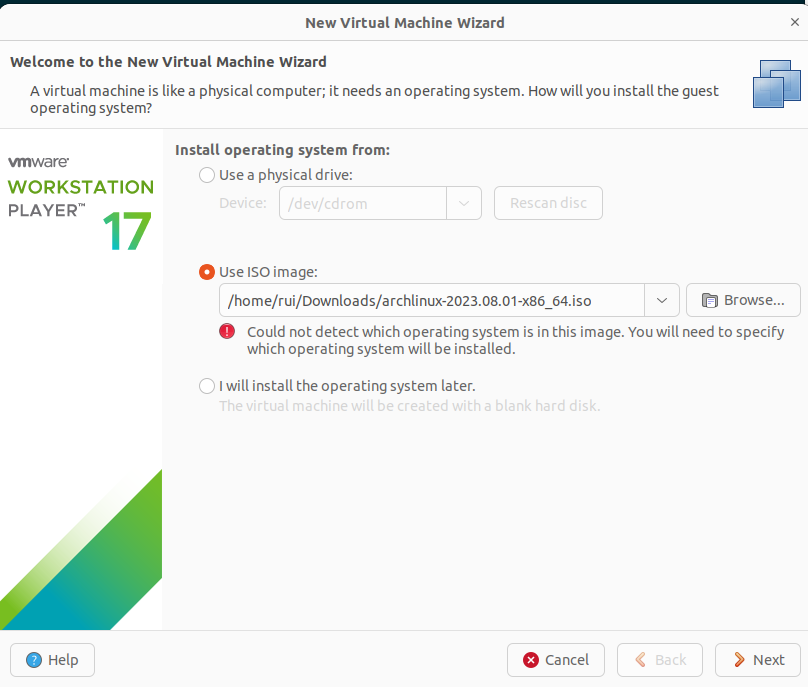 New Virtual Machine Wizard
Welcome to the New Virtual Machine Wizard
A virtual machine is like a physical computer; it needs an operating system. How will you install the guest
operating system?
vmware
WORKSTATION
PLAYER™
17
Install operating system from:
Use a physical drive:
Device: /dev/cdrom Rescan disc
Use ISO image:
/home/rui/Downloads/archlinux-2023.08.01-x86_64.iso Browse...
Could not detect which operating system is in this image. You will need to specify
which operating system will be installed.
I will install the operating system later.
The virtual machine will be created with a blank hard disk.
Help Cancel Back Next